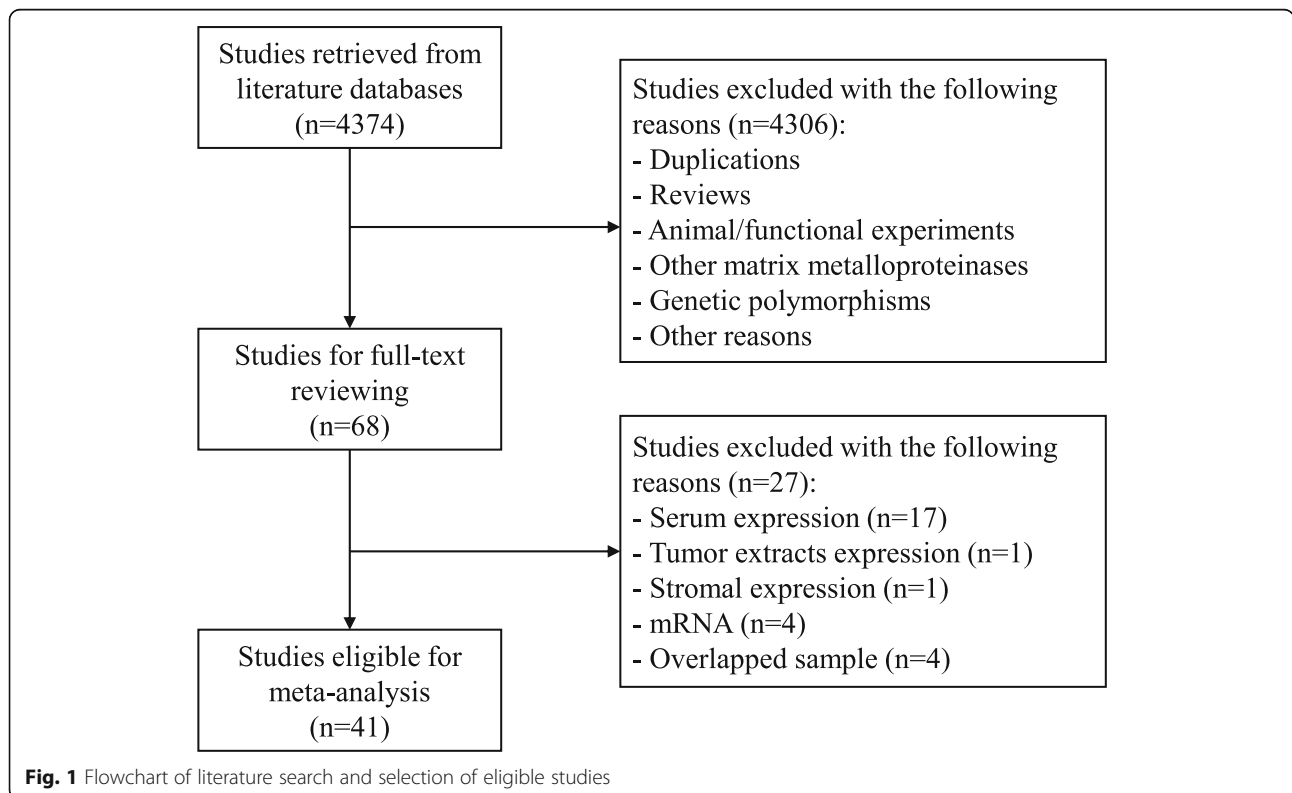 Studies retrieved from
literature databases
(n=4374)
Studies excluded with the following
reasons (n=4306):
- Duplications
- Reviews
- Animal/functional experiments
- Other matrix metalloproteinases
- Genetic polymorphisms
- Other reasons
Studies for full-text
reviewing
(n=68)
Studies excluded with the following
reasons (n=27):
- Serum expression (n=17)
- Tumor extracts expression (n=1)
- Stromal expression (n=1)
- mRNA (n=4)
- Overlapped sample (n=4)
Studies eligible for
meta-analysis
(n=41)
Fig. 1 Flowchart of literature search and selection of eligible studies